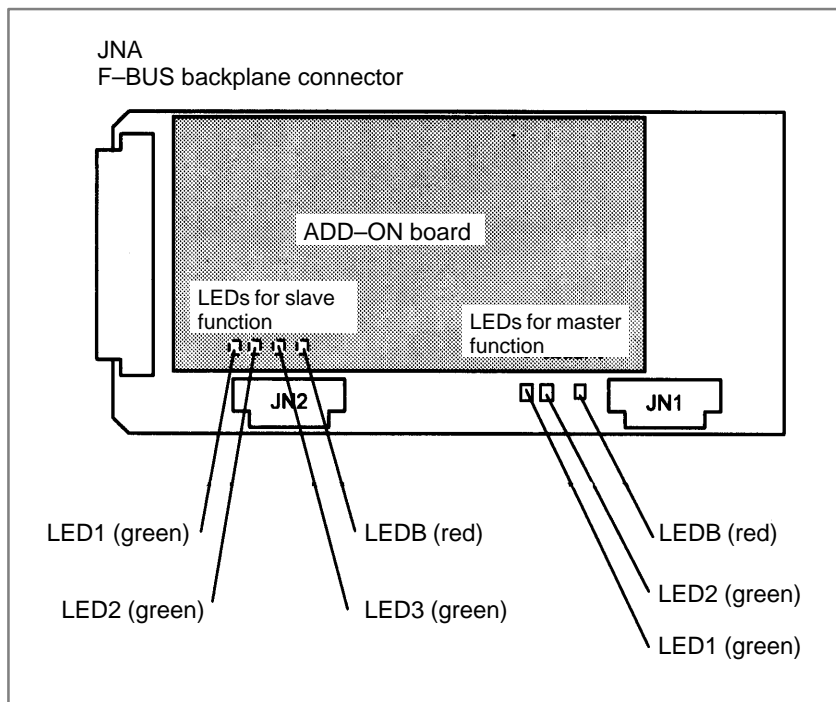 JNA
F–BUS backplane connector
ADD–ON board
LEDs for slave
function
LEDs for master
function
JN2
JN1
LED1 (green)
LEDB (red)
LEDB (red)
LED2 (green)
LED3 (green)
LED2 (green)
LED1 (green)